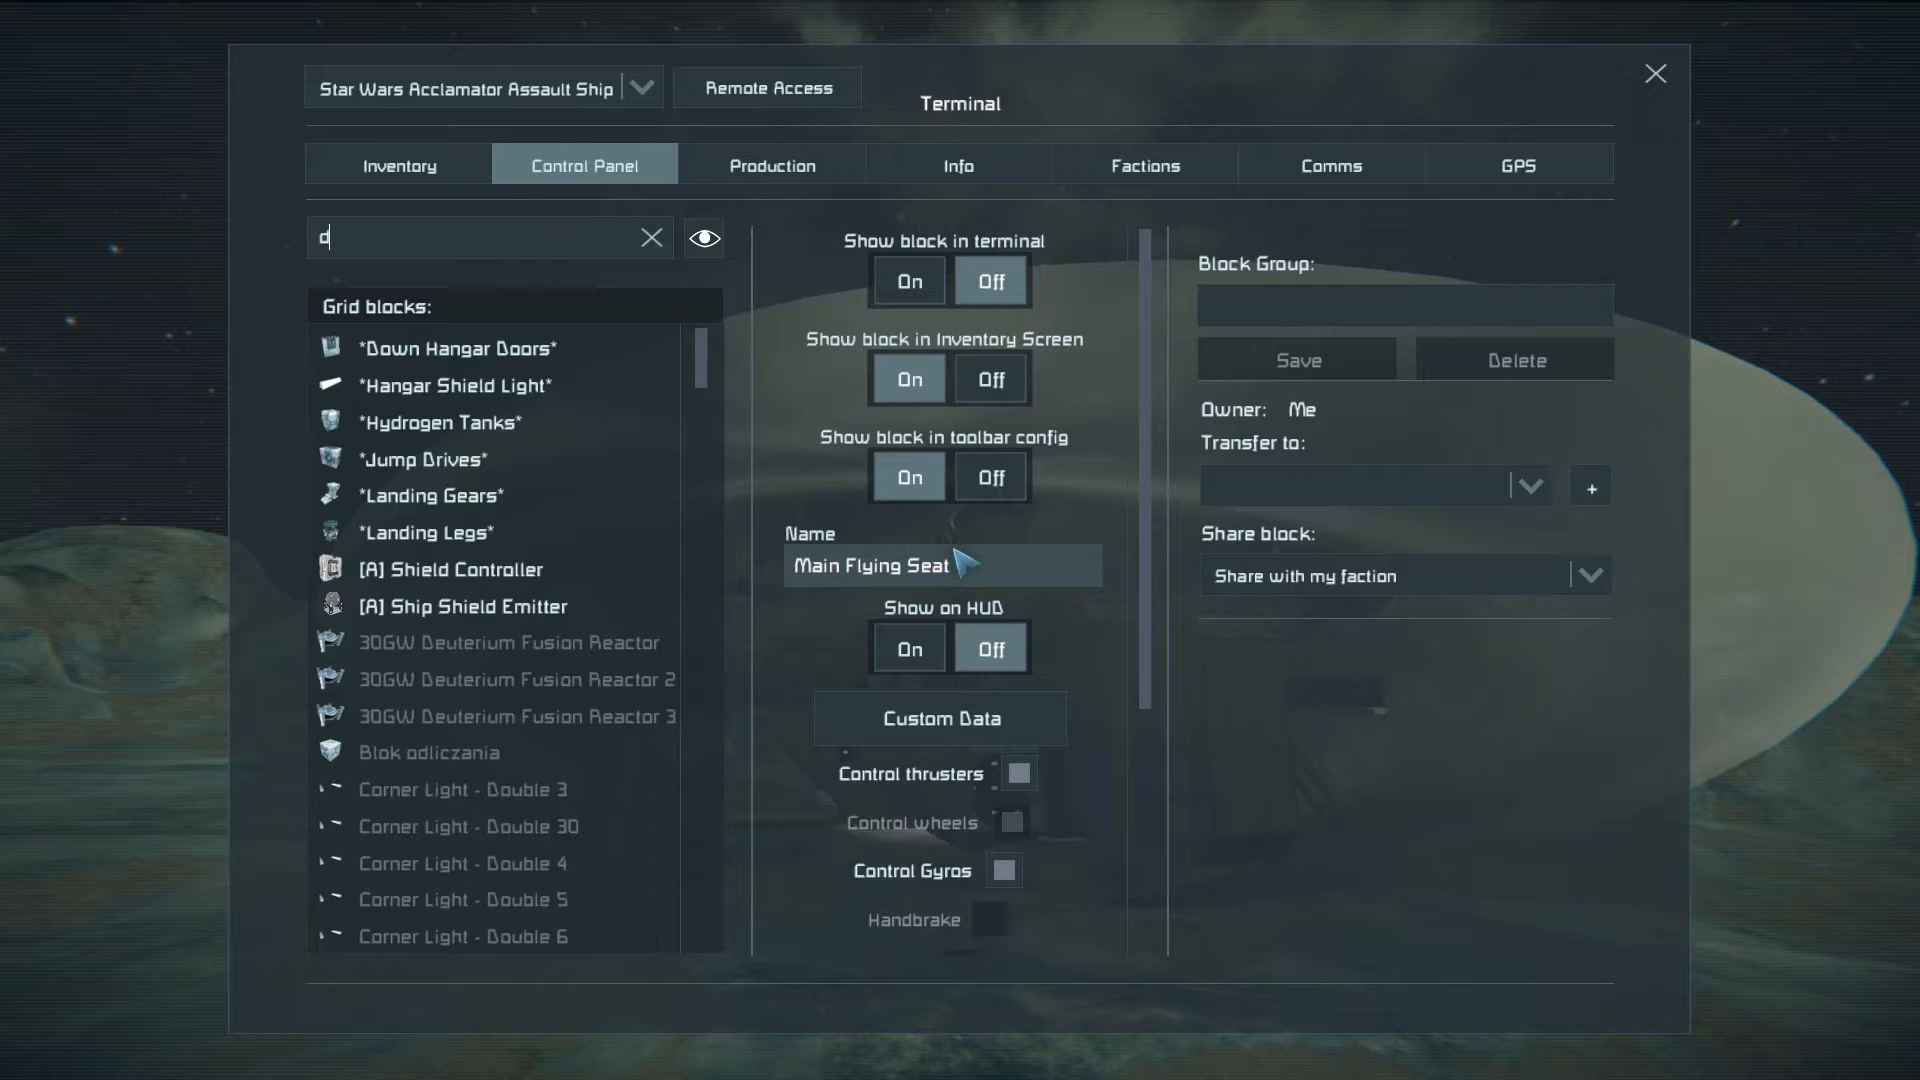 Star Wars Acclamator Assault Ship
Remote Access
Terminal
Inventory
Control Panel
Production
Info
Factions
Comms
GPS
d
Grid blocks:
*Down Hangar Doors*
*Hangar Shield Light*
*Hydrogen Tanks*
*Jump Drives*
*Landing Gears*
*Landing Legs*
[A] Shield Controller
[A] Ship Shield Emitter
30GW Deuterium Fusion Reactor
30GW Deuterium Fusion Reactor 2
30GW Deuterium Fusion Reactor 3
Blok odliczania
Corner Light - Double 3
Corner Light - Double 30
Corner Light - Double 4
Corner Light - Double 5
Corner Light - Double 6
Show block in terminal
On Off
Show block in Inventory Screen
On Off
Show block in toolbar config
On Off
Name
Main Flying Seat
Show on HUD
On Off
Custom Data
Control thrusters
Control wheels
Control Gyros
Handbrake
Block Group:
Save
Delete
Owner: Me
Transfer to:
+
Share block:
Share with my faction